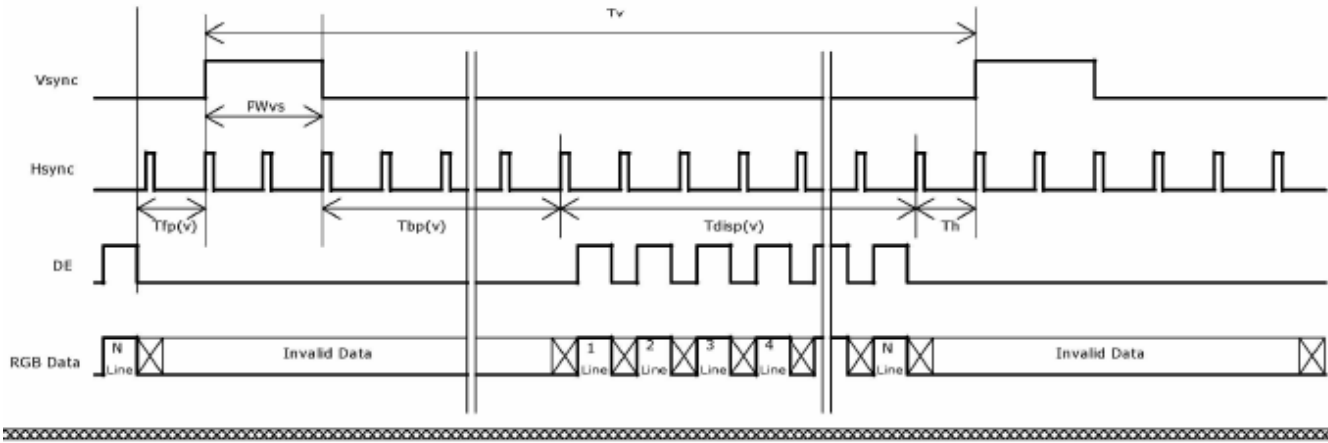 Tv
Vsync
PWvs
Hsync
Tfp(v)
Tbp(v)
Tdisp(v)
Th
DE
RGB Data
N
Line
Invalid Data
1
Line
2
Line
3
Line
4
Line
N
Line
Invalid Data